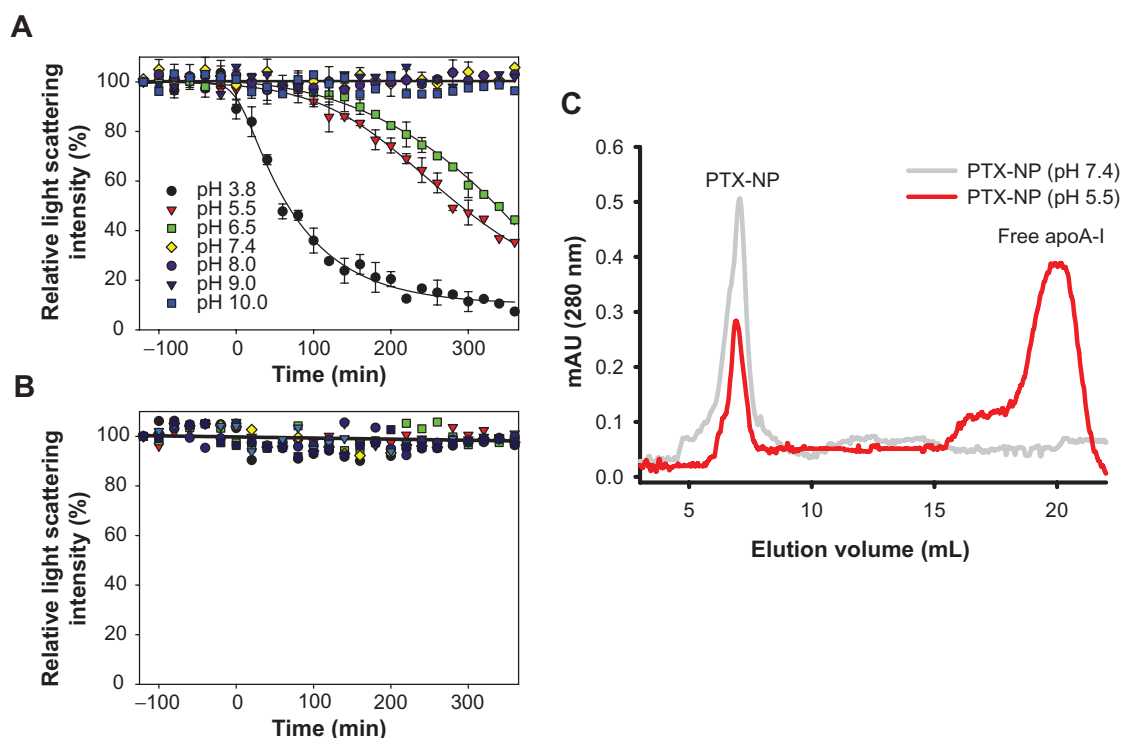 A
Relative light scattering
intensity (%)
100
80
60
40
20
0
pH 3.8
pH 5.5
pH 6.5
pH 7.4
pH 8.0
pH 9.0
pH 10.0
–100
0
100
200
300
Time (min)
B
Relative light scattering
intensity (%)
100
80
60
40
20
0
–100
0
100
200
300
Time (min)
C
mAU (280 nm)
0.6
0.5
0.4
0.3
0.2
0.1
0.0
PTX-NP
PTX-NP (pH 7.4)
PTX-NP (pH 5.5)
Free apoA-I
5
10
15
20
Elution volume (mL)